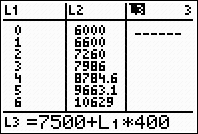 L1 L2 L3 3
0 6000 ------
1 6600
2 7260
3 7986
4 8784.6
5 9663.1
6 10629
L3 =7500+L1*400